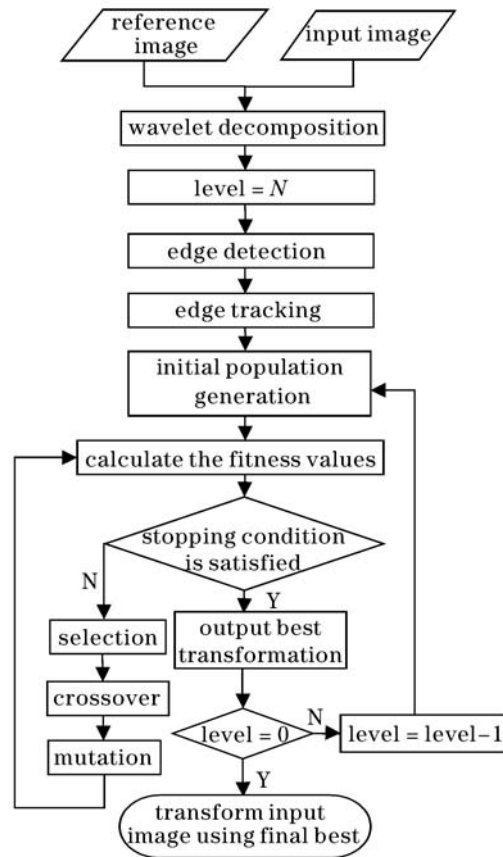 reference
image
input image
wavelet decomposition
level = N
edge detection
edge tracking
initial population
generation
calculate the fitness values
stopping condition
is satisfied
N
Y
selection
output best
transformation
crossover
mutation
level = 0
N
level = level−1
Y
transform input
image using final best